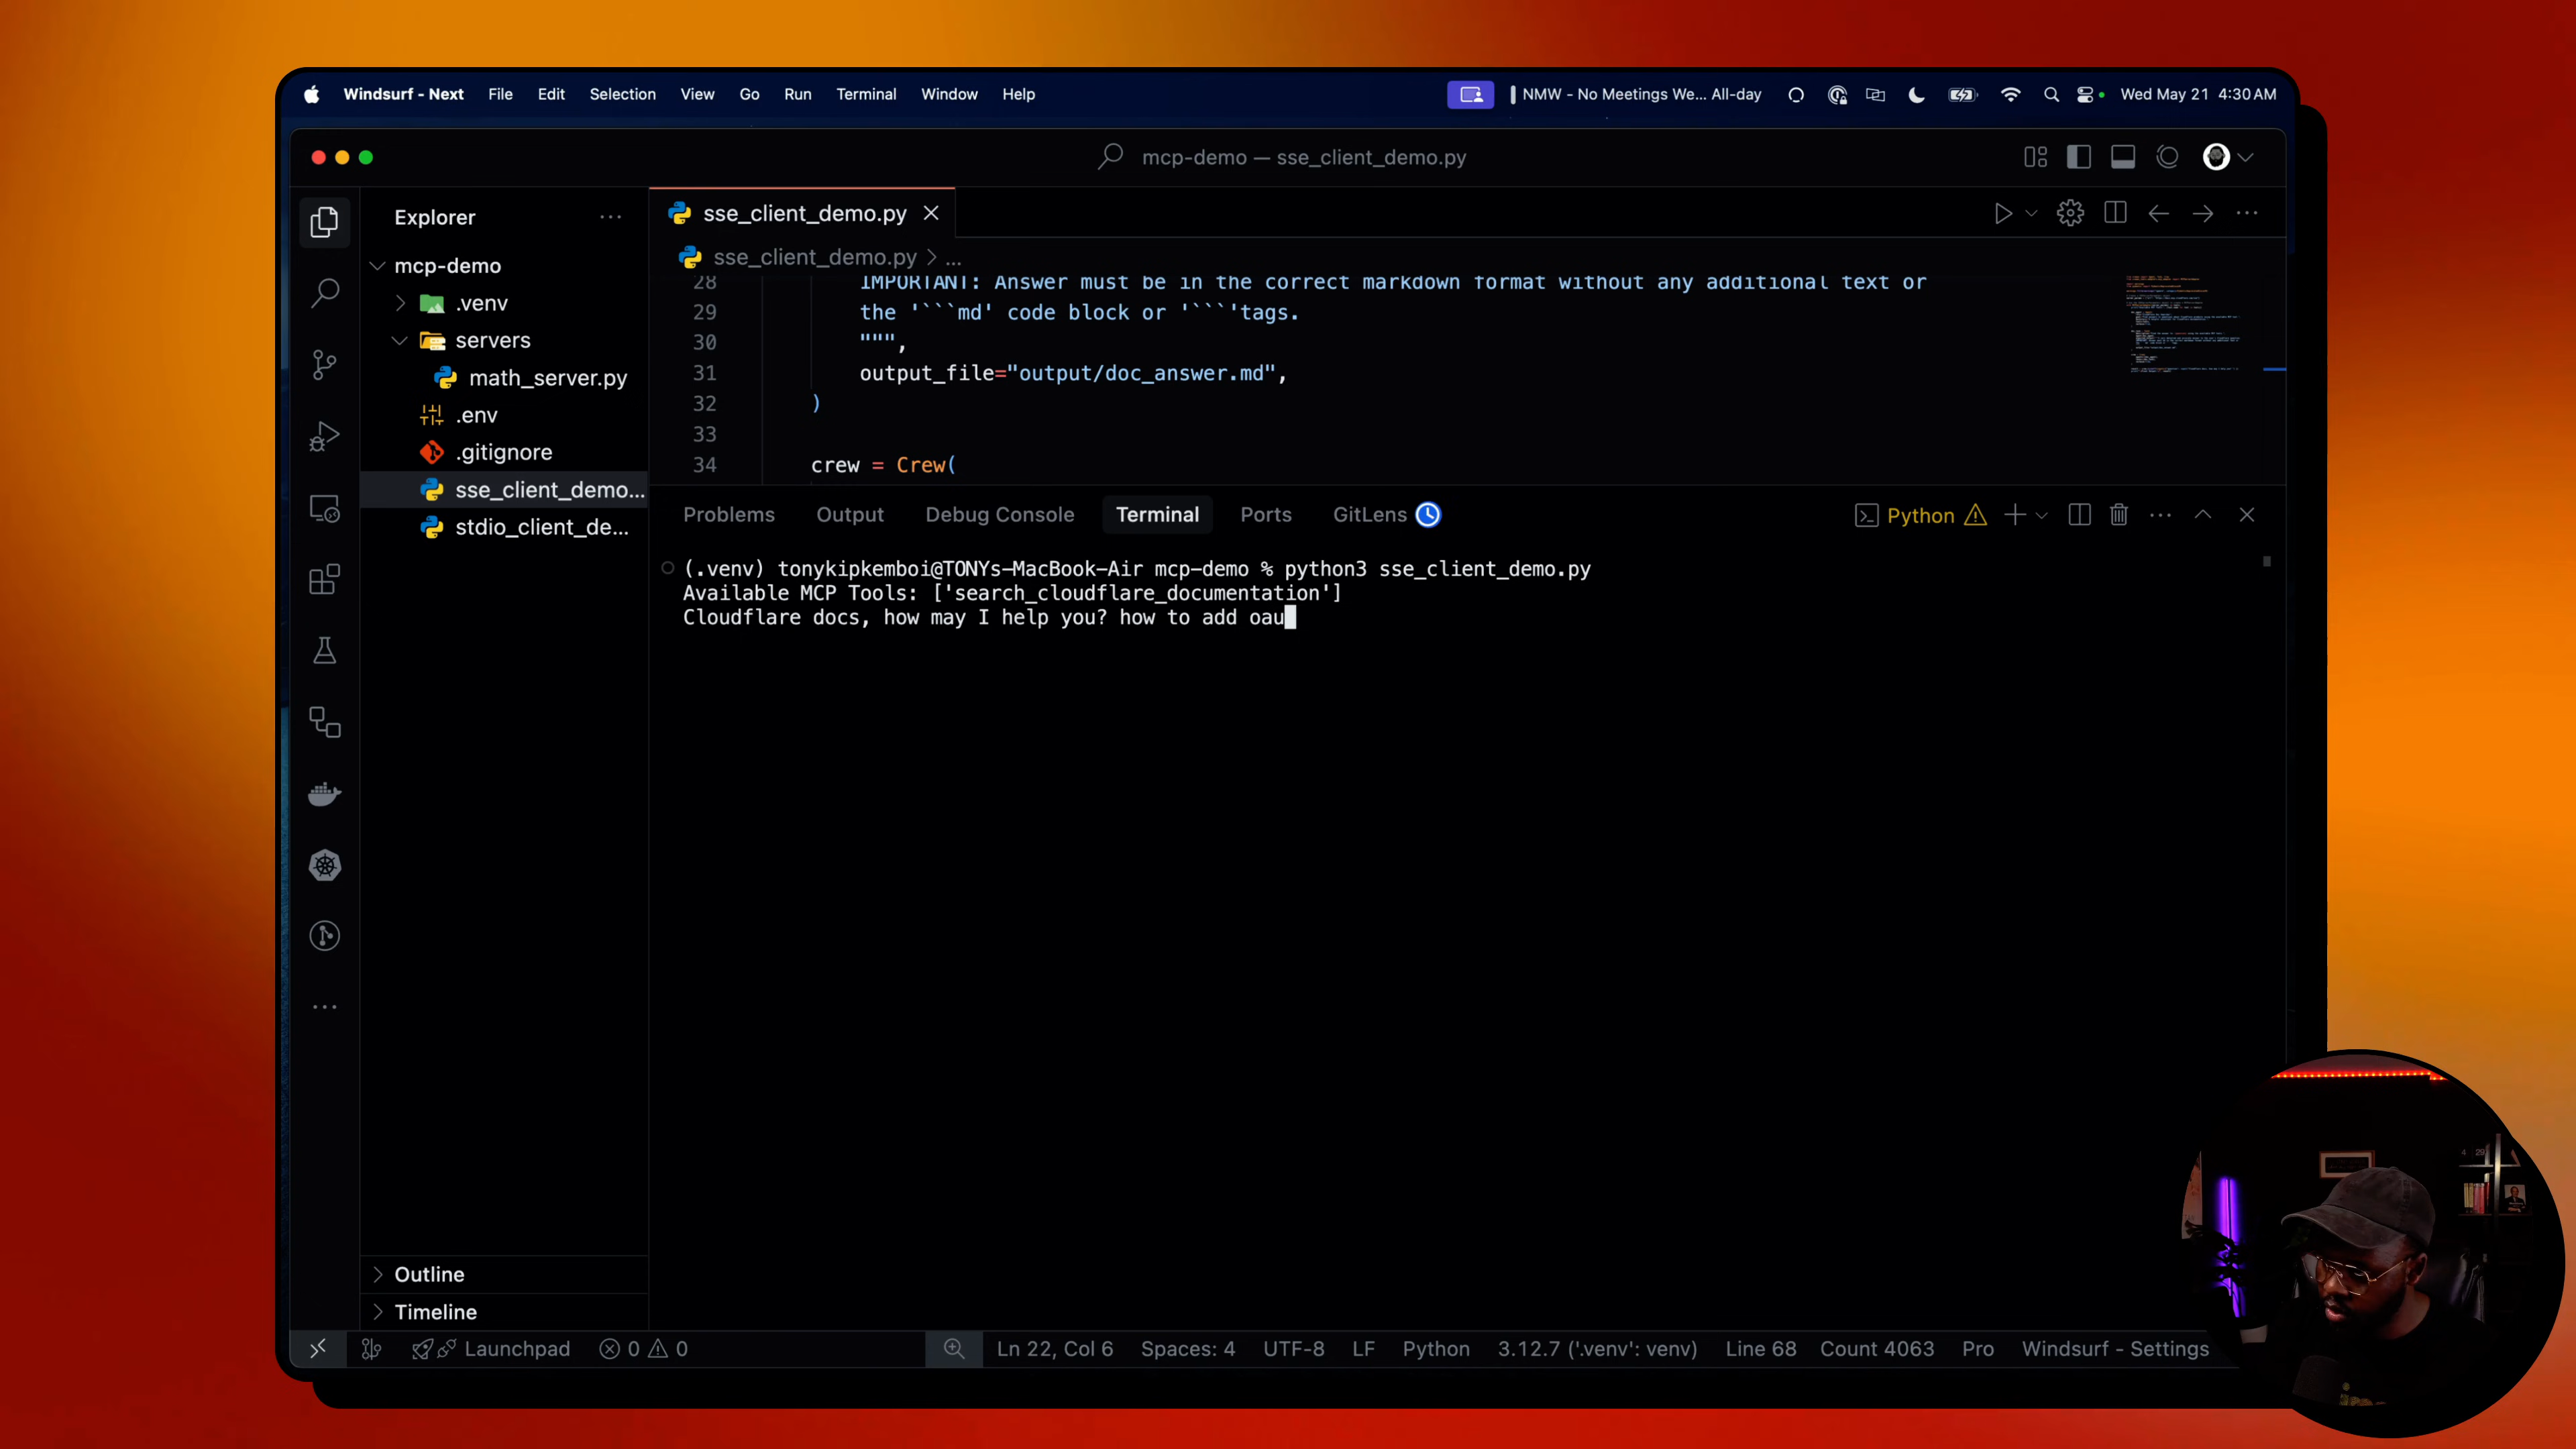 Windsurf - Next File Edit Selection View Go Run Terminal Window Help
NMW - No Meetings We... All-day Wed May 21 4:30 AM
mcp-demo — sse_client_demo.py
Explorer
mcp-demo
.venv
servers
math_server.py
.env
.gitignore
sse_client_demo...
stdio_client_de...
Outline
Timeline
sse_client_demo.py
sse_client_demo.py > ...
28 IMPORTANT: Answer must be in the correct markdown format without any additional text or
29 the '```md' code block or '```'tags.
30 """,
31 output_file="output/doc_answer.md",
32 )
33
34 crew = Crew(
Problems Output Debug Console Terminal Ports GitLens
Python
(.venv) tonykipkemboi@TONYs-MacBook-Air mcp-demo % python3 sse_client_demo.py
Available MCP Tools: ['search_cloudflare_documentation']
Cloudflare docs, how may I help you? how to add oau
Launchpad 0 0 Ln 22, Col 6 Spaces: 4 UTF-8 LF Python 3.12.7 ('.venv': venv) Line 68 Count 4063 Pro Windsurf - Settings